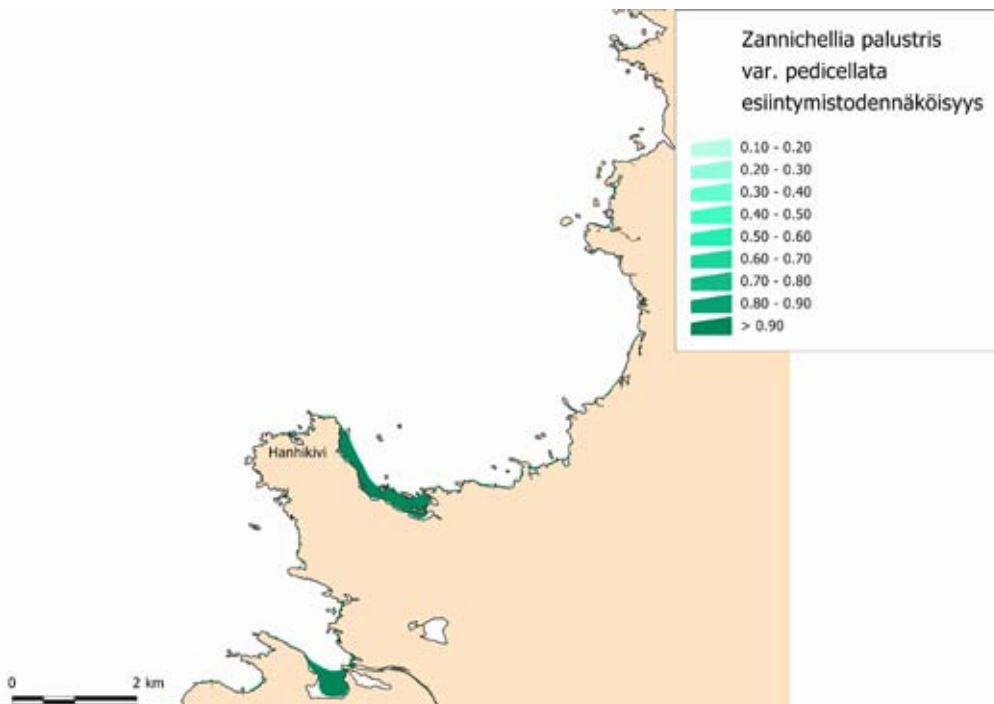 Zannichellia palustris
var. pedicellata
esiintymistodennäköisyys
0.10 - 0.20
0.20 - 0.30
0.30 - 0.40
0.40 - 0.50
0.50 - 0.60
0.60 - 0.70
0.70 - 0.80
0.80 - 0.90
> 0.90
Hanhikivi
0 2 km